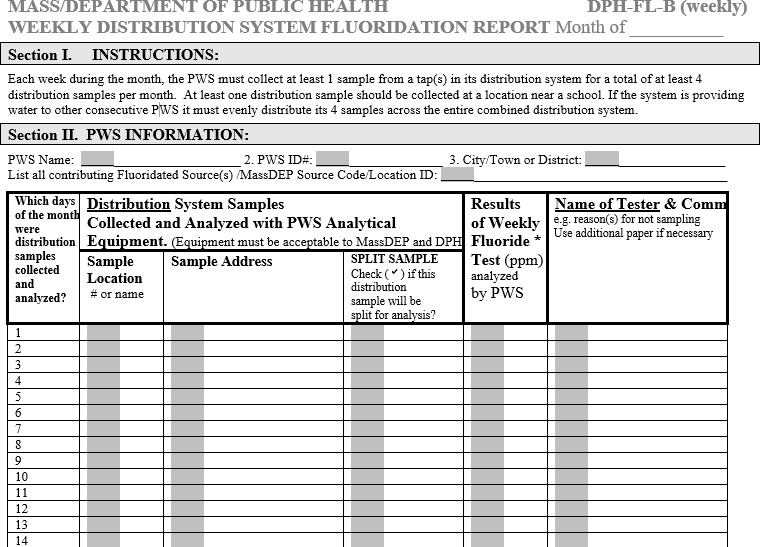 MASS/DEPARTMENT OF PUBLIC HEALTH DPH-FL-B (weekly)
WEEKLY DISTRIBUTION SYSTEM FLUORIDATION REPORT Month of __________
Section I. INSTRUCTIONS:
Each week during the month, the PWS must collect at least 1 sample from a tap(s) in its distribution system for a total of at least 4
distribution samples per month. At least one distribution sample should be collected at a location near a school. If the system is providing
water to other consecutive PWS it must evenly distribute its 4 samples across the entire combined distribution system.
Section II. PWS INFORMATION:
PWS Name: 2. PWS ID#: 3. City/Town or District:
List all contributing Fluoridated Source(s) /MassDEP Source Code/Location ID:
Which days
of the month
were
distribution
samples
collected
and
analyzed?
Distribution System Samples
Collected and Analyzed with PWS Analytical
Equipment. (Equipment must be acceptable to MassDEP and DPH
Sample
Location
# or name
Sample Address
SPLIT SAMPLE
Check (✓) if this
distribution
sample will be
split for analysis?
Results
of Weekly
Fluoride *
Test (ppm)
analyzed
by PWS
Name of Tester & Comm
e.g. reason(s) for not sampling
Use additional paper if necessary
1
2
3
4
5
6
7
8
9
10
11
12
13
14